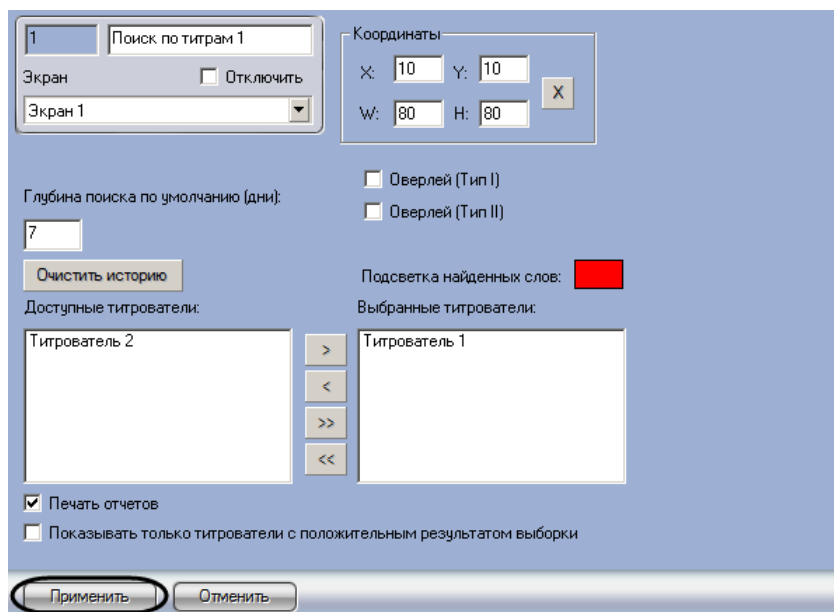 1 Поиск по титрам 1
Экран Отключить
Экран 1
Координаты
X: 10 Y: 10
W: 80 H: 80
X
Оверлей (Тип I)
Оверлей (Тип II)
Глубина поиска по умолчанию (дни):
7
Очистить историю
Подсветка найденных слов:
Доступные титрователи:
Титрователь 2
>
<
>>
<<
Выбранные титрователи:
Титрователь 1
Печать отчетов
Показывать только титрователи с положительным результатом выборки
Применить Отменить